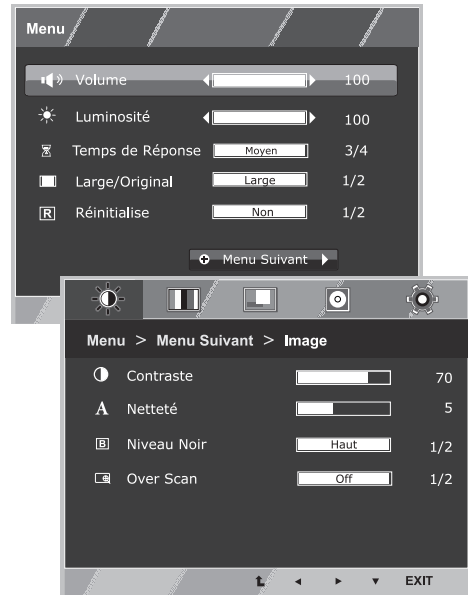 Menu
Volume 100
Luminosité 100
Temps de Réponse Moyen 3/4
Large/Original Large 1/2
R Réinitialise Non 1/2
Menu Suivant
Menu > Menu Suivant > Image
Contraste 70
A Netteté 5
B Niveau Noir Haut 1/2
Over Scan Off 1/2
EXIT